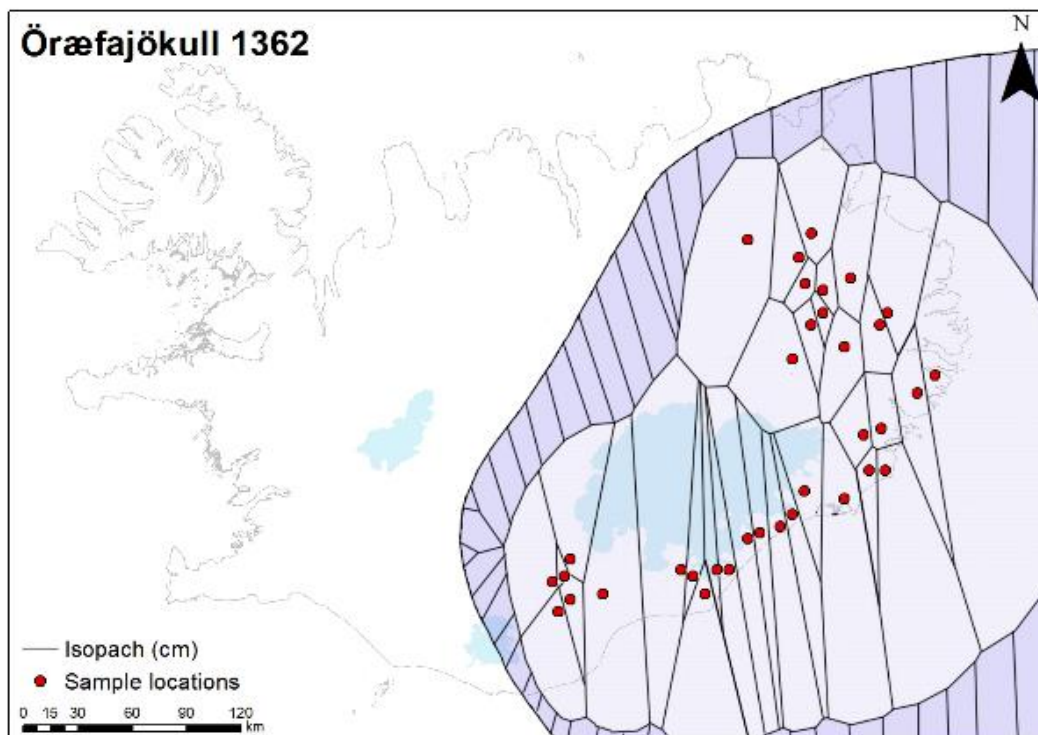 Öræfajökull 1362
N
Isopach (cm)
Sample locations
0 15 30 60 90 120
km